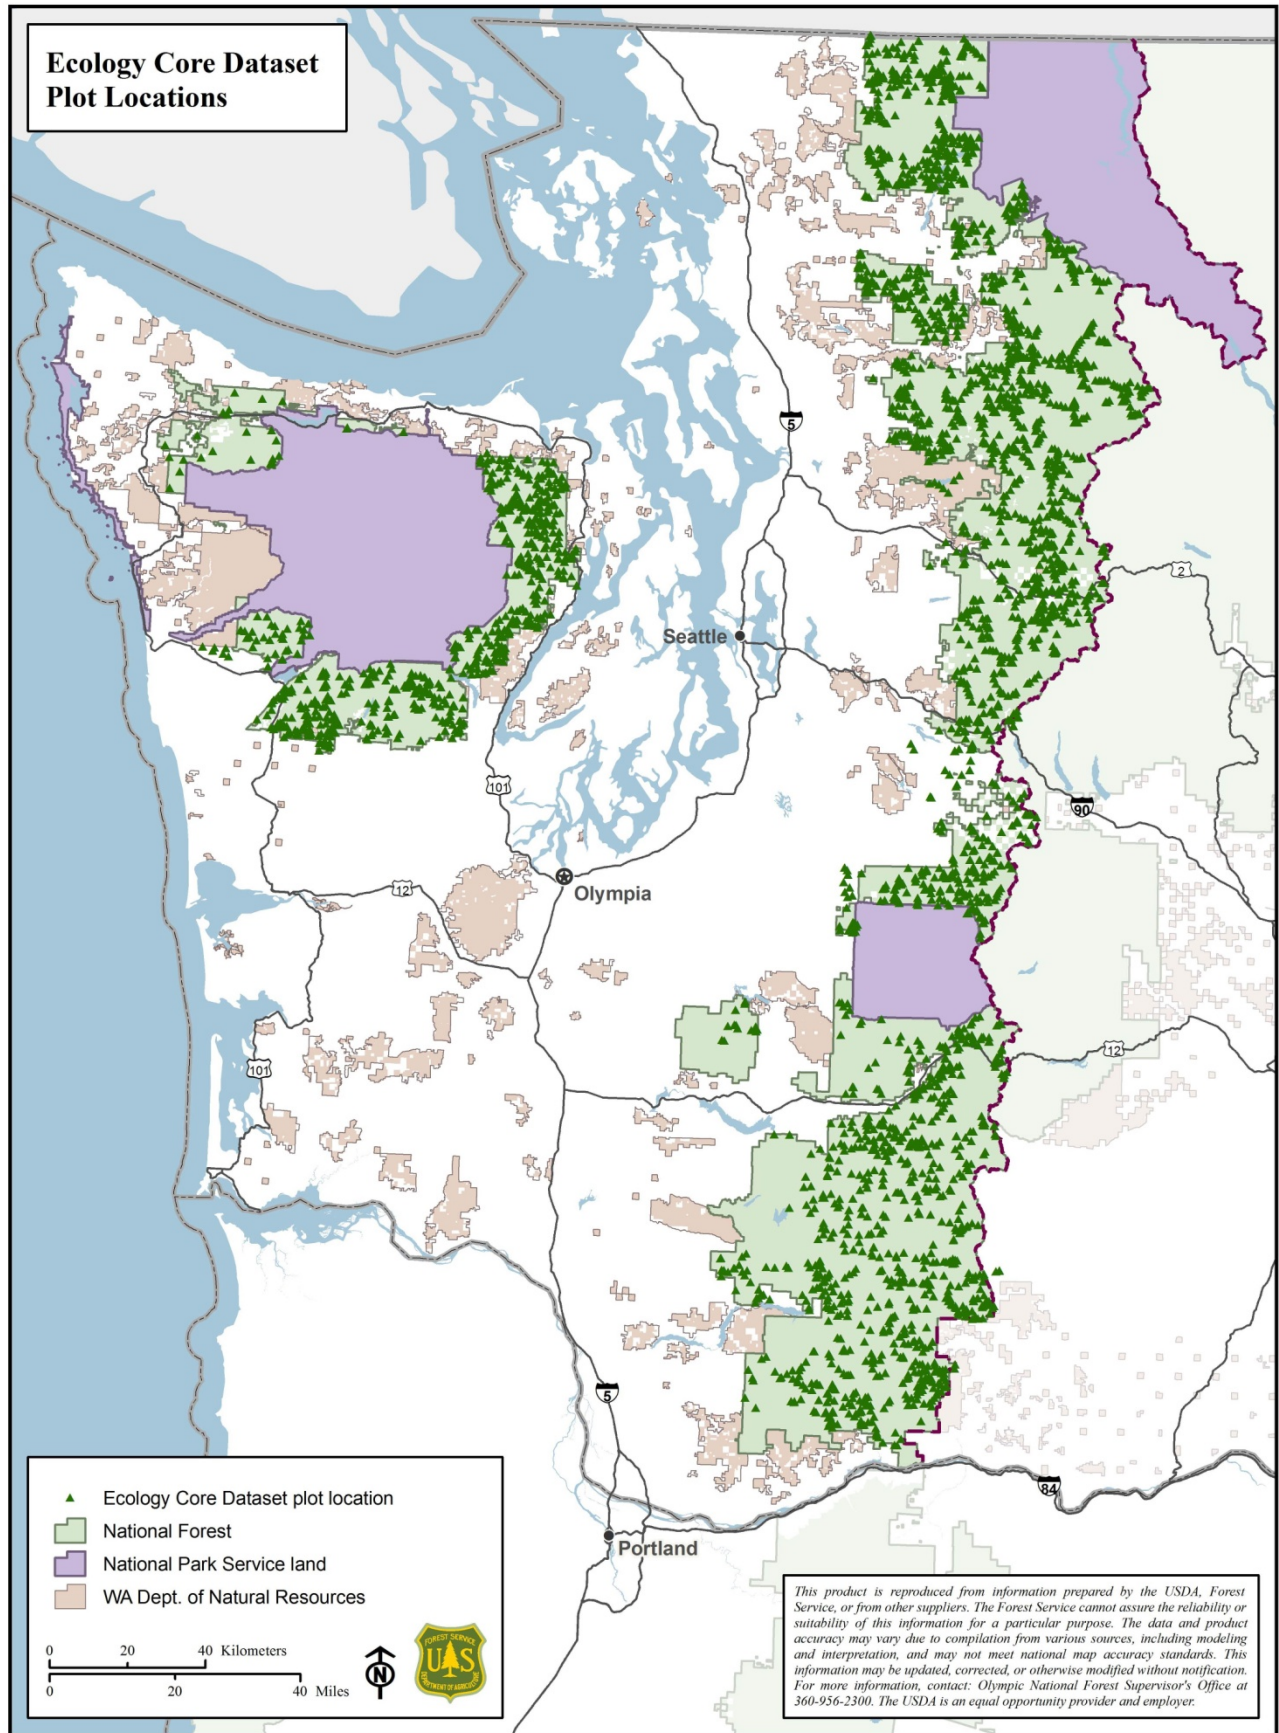 Ecology Core Dataset
Plot Locations
5
2
Seattle
101
90
Olympia
12
101
12
5
84
Portland
Ecology Core Dataset plot location
National Forest
National Park Service land
WA Dept. of Natural Resources
0 20 40 Kilometers
0 20 40 Miles
N
FOREST SERVICE
U S
DEPARTMENT OF AGRICULTURE
This product is reproduced from information prepared by the USDA, Forest
Service, or from other suppliers. The Forest Service cannot assure the reliability or
suitability of this information for a particular purpose. The data and product
accuracy may vary due to compilation from various sources, including modeling
and interpretation, and may not meet national map accuracy standards. This
information may be updated, corrected, or otherwise modified without notification.
For more information, contact: Olympic National Forest Supervisor's Office at
360-956-2300. The USDA is an equal opportunity provider and employer.